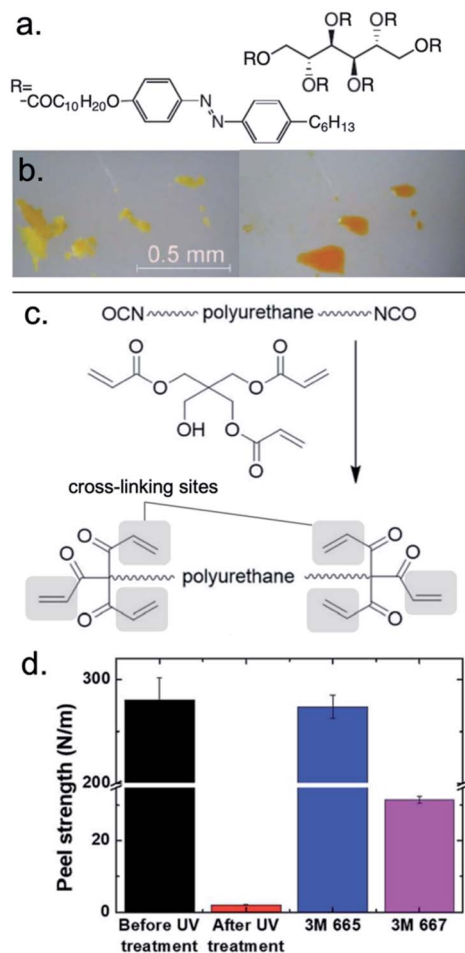 a.
OR
OR
OR
RO
OR
OR
R=
-COC10H20O
N
N
C6H13
b.
0.5 mm
c.
OCN
polyurethane
NCO
O
O
O
O
OH
O
O
cross-linking sites
O
O
O
O
O
O
polyurethane
d.
Peel strength (N/m)
300
200
20
0
Before UV
treatment
After UV
treatment
3M 665
3M 667